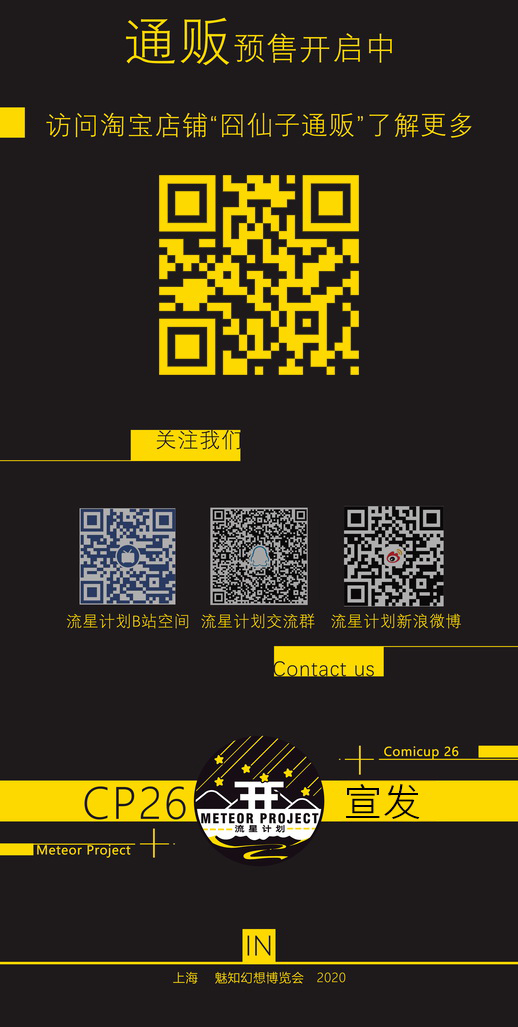 通贩预售开启中
访问淘宝店铺“囧仙子通贩”了解更多
关注我们
流星计划B站空间 流星计划交流群 流星计划新浪微博
Contact us
Comicup 26
CP26 宣发
METEOR PROJECT
流星计划
Meteor Project
IN
上海 魅知幻想博览会 2020